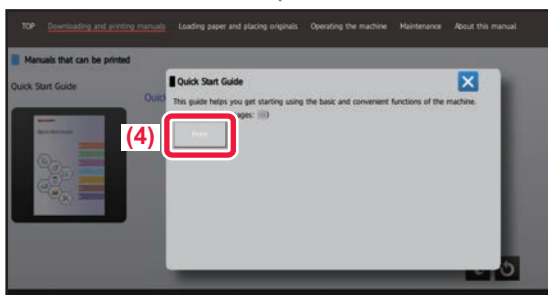 TOP Downloading and printing manuals Loading paper and placing originals Operating the machine Maintenance About this manual
Manuals that can be printed
Quick Start Guide
Quick
Quick Start Guide
This guide helps you get starting using the basic and convenient functions of the machine.
ages:
(4)
Print